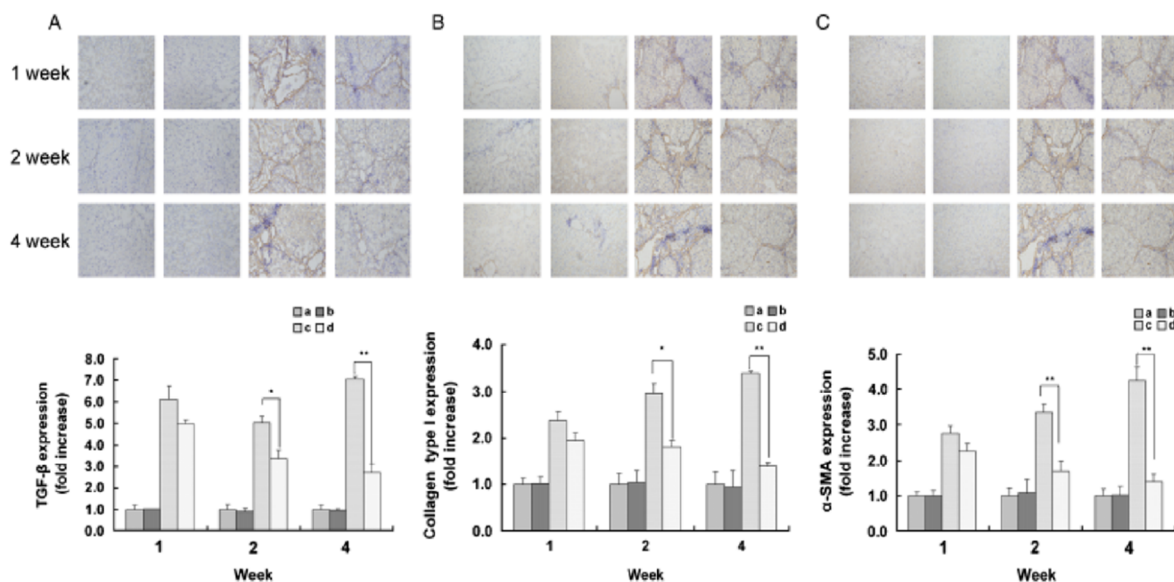 A
B
C
1 week
2 week
4 week
a b
c d
TGF-β expression
(fold increase)
8.0
7.0
6.0
5.0
4.0
3.0
2.0
1.0
0.0
*
**
1 2 4
Week
a b
c d
Collagen type I expression
(fold increase)
4.0
3.0
2.0
1.0
0.0
*
**
1 2 4
Week
a b
c d
α-SMA expression
(fold increase)
5.0
4.0
3.0
2.0
1.0
0.0
**
**
1 2 4
Week